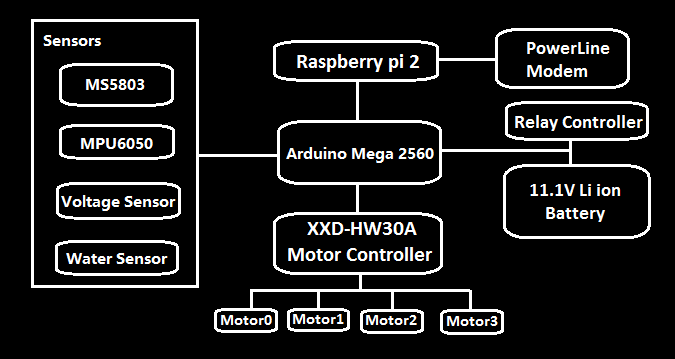 Sensors
MS5803
MPU6050
Voltage Sensor
Water Sensor
Raspberry pi 2
PowerLine
Modem
Arduino Mega 2560
Relay Controller
11.1V Li ion
Battery
XXD-HW30A
Motor Controller
Motor0
Motor1
Motor2
Motor3